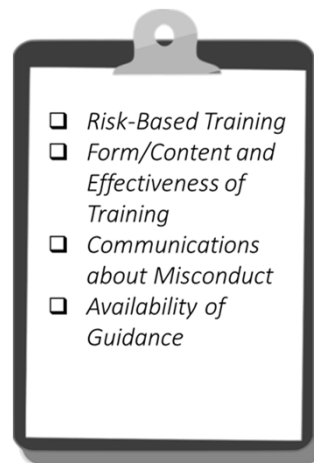 ❑ Risk-Based Training
❑ Form/Content and
Effectiveness of
Training
❑ Communications
about Misconduct
❑ Availability of
Guidance